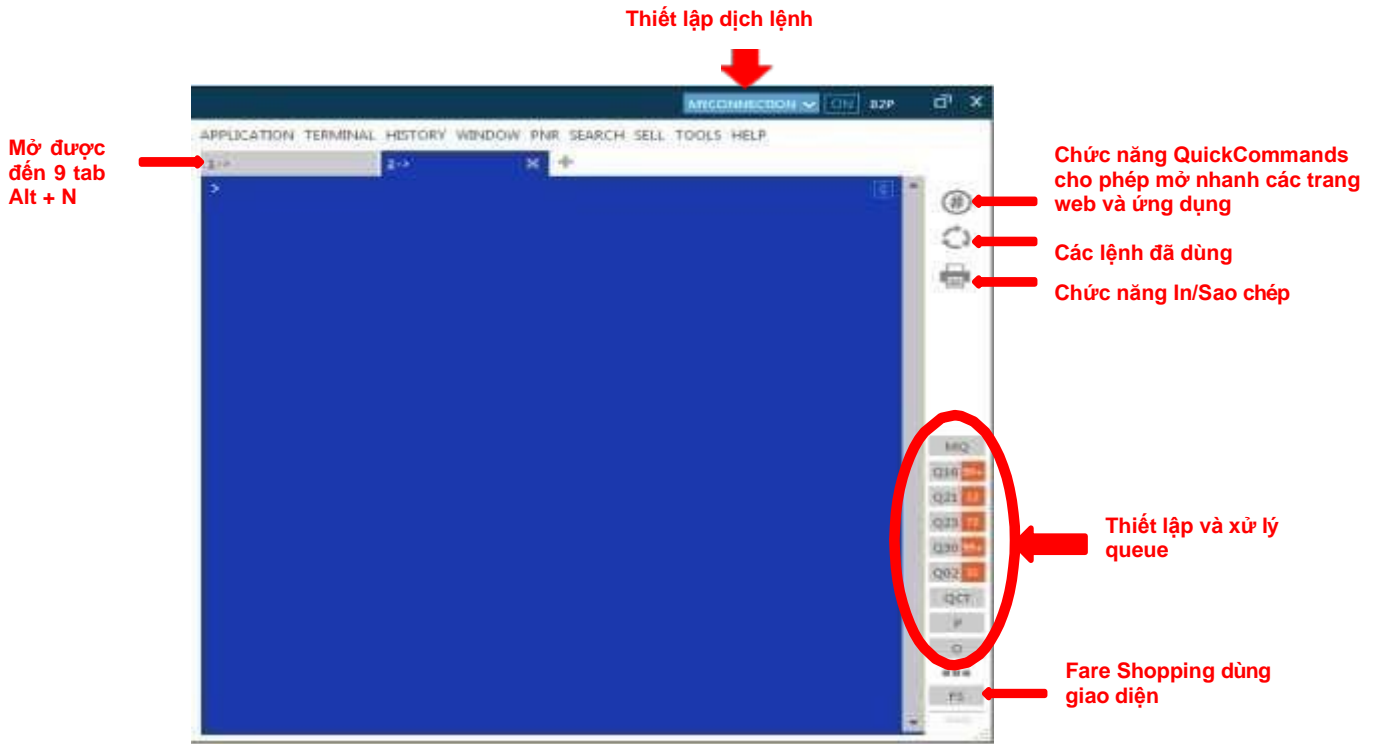 Thiết lập dịch lệnh
MYCONNECTION ON B2P
APPLICATION TERMINAL HISTORY WINDOW PNR SEARCH SELL TOOLS HELP
Mở được
đến 9 tab
Alt + N
1->
2->
>
Chức năng QuickCommands
cho phép mở nhanh các trang
web và ứng dụng
#
Các lệnh đã dùng
Chức năng In/Sao chép
MQ
Q16
Q21
Q23
Q30
Q02
QCT
P
Thiết lập và xử lý
queue
Fare Shopping dùng
giao diện
FS